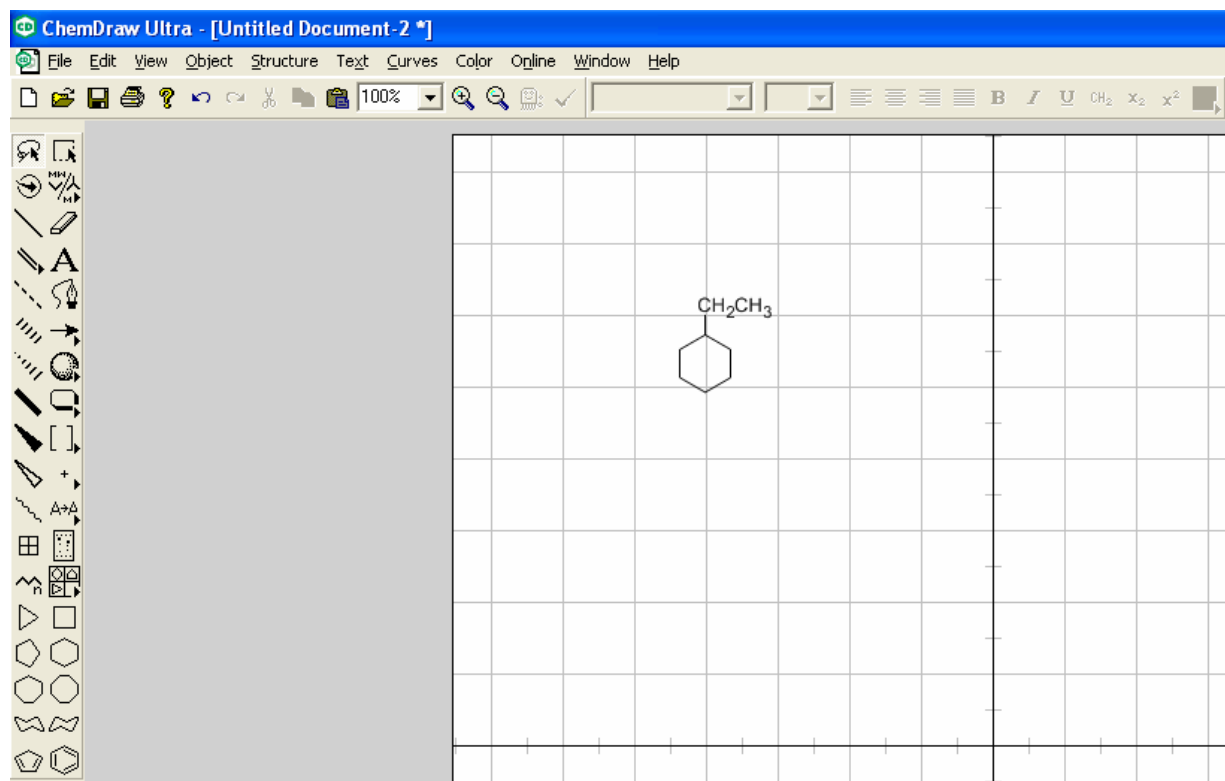 ChemDraw Ultra - [Untitled Document-2 *]
File Edit View Object Structure Text Curves Color Online Window Help
100% B I U CH₂ X₂ X²
MW
M
A
A→A
n
CH₂CH₃